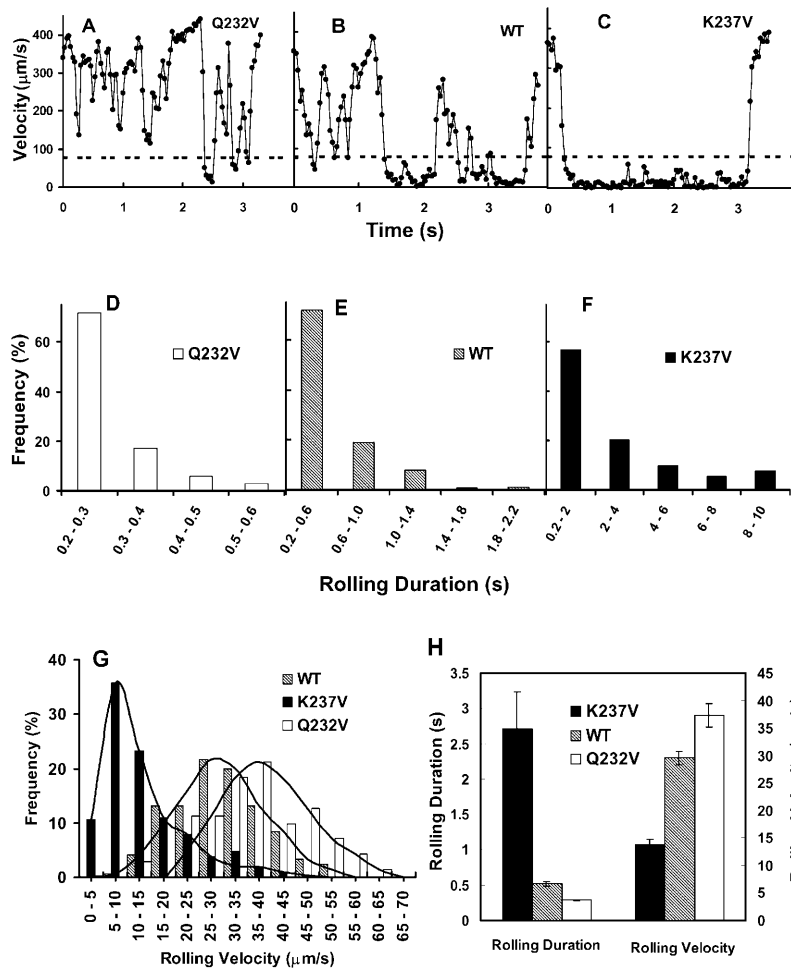 A
Q232V
B
WT
C
K237V
Velocity (μm/s)
400
300
200
100
0
0 1 2 3
0 1 2 3
0 1 2 3
Time (s)
D
E
F
Q232V
WT
K237V
Frequency (%)
60
40
20
0
0.2 - 0.3
0.3 - 0.4
0.4 - 0.5
0.5 - 0.6
0.2 - 0.6
0.6 - 1.0
1.0 - 1.4
1.4 - 1.8
1.8 - 2.2
0.2 - 2
2 - 4
4 - 6
6 - 8
8 - 10
Rolling Duration (s)
G
WT
K237V
Q232V
Frequency (%)
40
30
20
10
0
0 - 5
5 - 10
10 - 15
15 - 20
20 - 25
25 - 30
30 - 35
35 - 40
40 - 45
45 - 50
50 - 55
55 - 60
60 - 65
65 - 70
Rolling Velocity (μm/s)
H
K237V
WT
Q232V
Rolling Duration (s)
3.5
3
2.5
2
1.5
1
0.5
0
45
40
35
30
25
20
15
10
5
0
Rolling Duration
Rolling Velocity